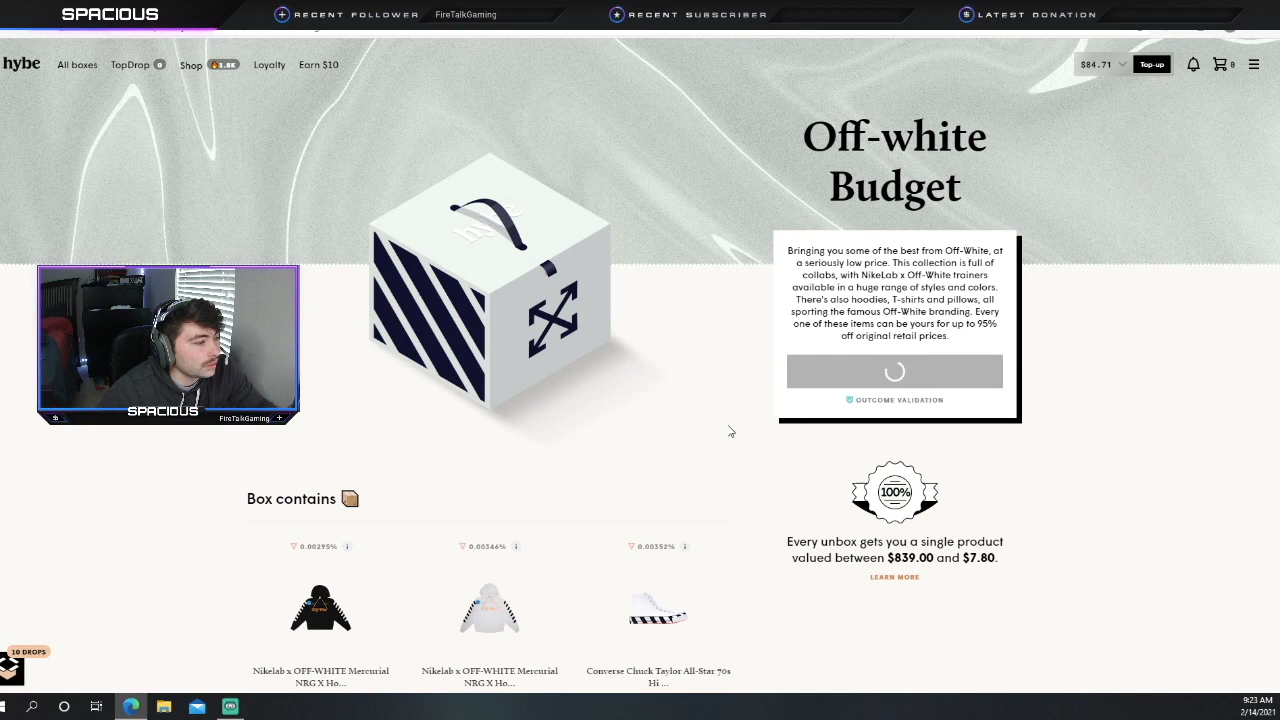 SPACIOUS
RECENT FOLLOWER FireTalkGaming
RECENT SUBSCRIBER
LATEST DONATION
hybe
All boxes
TopDrop 0
Shop 1.8K
Loyalty
Earn $10
$84.71
Top-up
0
Off-white
Budget
Bringing you some of the best from Off-White, at
a seriously low price. This collection is full of
collabs, with NikeLab x Off-White trainers
available in a huge range of styles and colors.
There's also hoodies, T-shirts and pillows, all
sporting the famous Off-White branding. Every
one of these items can be yours for up to 95%
off original retail prices.
OUTCOME VALIDATION
SPACIOUS
FireTalkGaming
Box contains
0.00295% i
0.00346% i
0.00352% i
100%
Every unbox gets you a single product
valued between $839.00 and $7.80.
LEARN MORE
10 DROPS
Nikelab x OFF-WHITE Mercurial
NRG X Ho...
Nikelab x OFF-WHITE Mercurial
NRG X Ho...
Converse Chuck Taylor All-Star 70s
Hi ...
9:23 AM
2/14/2021